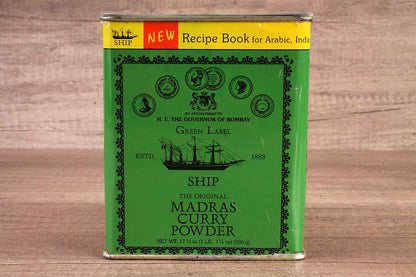 SHIP
NEW Recipe Book for Arabic, Indi
BY APPOINTMENT TO
H. E. THE GOVERNOR OF BOMBAY
GREEN LABEL
ESTD. 1883
SHIP
THE ORIGINAL
MADRAS
CURRY
POWDER
NET WT. 17⅝ oz (1 LB., 1⅝ oz) (500 g)